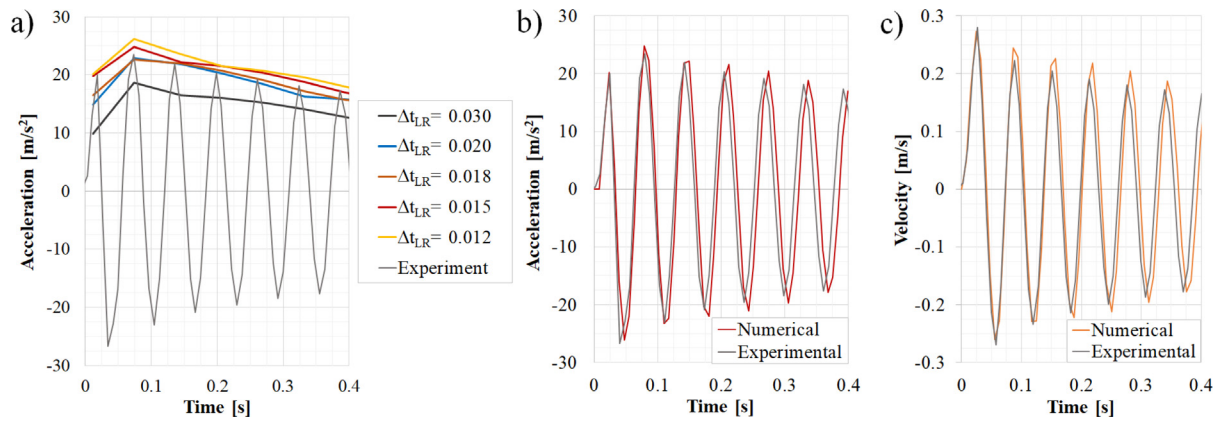 a)
30
20
10
0
-10
-20
-30
Acceleration [m/s²]
0
0.1
0.2
0.3
0.4
Time [s]
Δt_LR= 0.030
Δt_LR= 0.020
Δt_LR= 0.018
Δt_LR= 0.015
Δt_LR= 0.012
Experiment
b)
30
20
10
0
-10
-20
-30
Acceleration [m/s²]
0
0.1
0.2
0.3
0.4
Time [s]
Numerical
Experimental
c)
0.3
0.2
0.1
0
-0.1
-0.2
-0.3
Velocity [m/s]
0
0.1
0.2
0.3
0.4
Time [s]
Numerical
Experimental